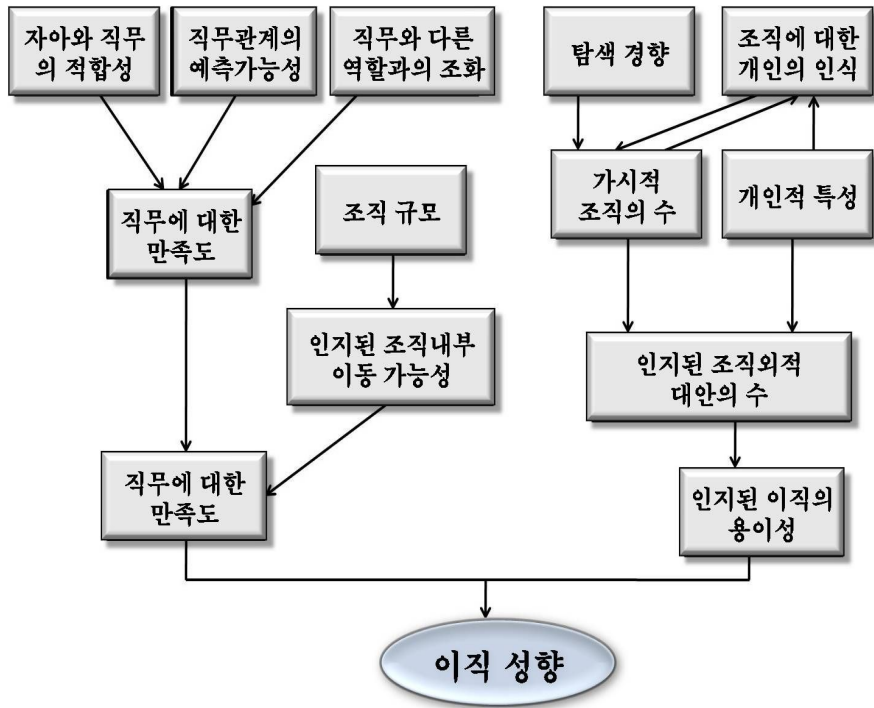 자아와 직무
의 적합성
직무관계의
예측가능성
직무와 다른
역할과의 조화
탐색 경향
조직에 대한
개인의 인식
직무에 대한
만족도
조직 규모
가시적
조직의 수
개인적 특성
인지된 조직내부
이동 가능성
인지된 조직외적
대안의 수
직무에 대한
만족도
인지된 이직의
용이성
이직 성향